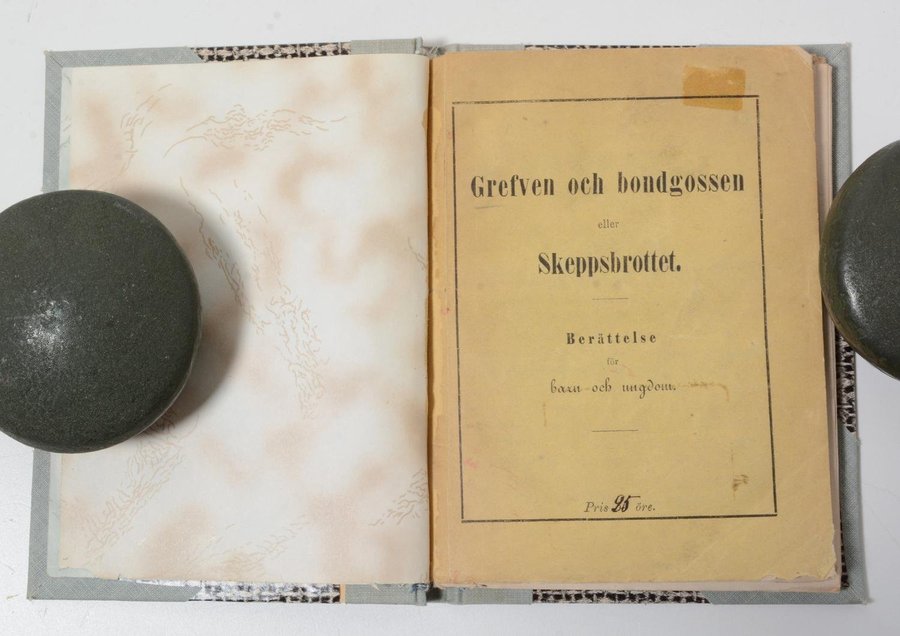 Grefven och bondgossen
eller
Skeppsbrottet.
Berättelse
för
barn och ungdom.
Pris 25 öre.